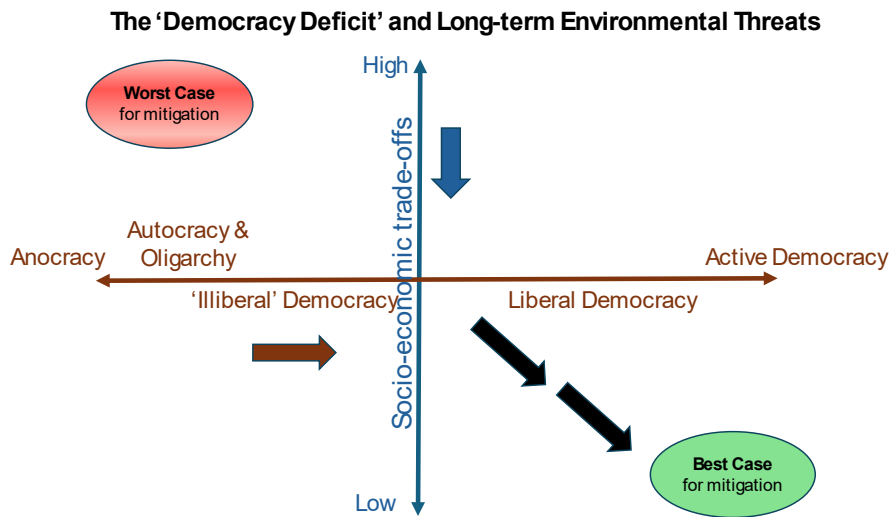 The ‘Democracy Deficit’ and Long-term Environmental Threats
High
Worst Case
for mitigation
Socio-economic trade-offs
Autocracy &
Oligarchy
Anocracy
Active Democracy
‘Illiberal’ Democracy
Liberal Democracy
Best Case
for mitigation
Low